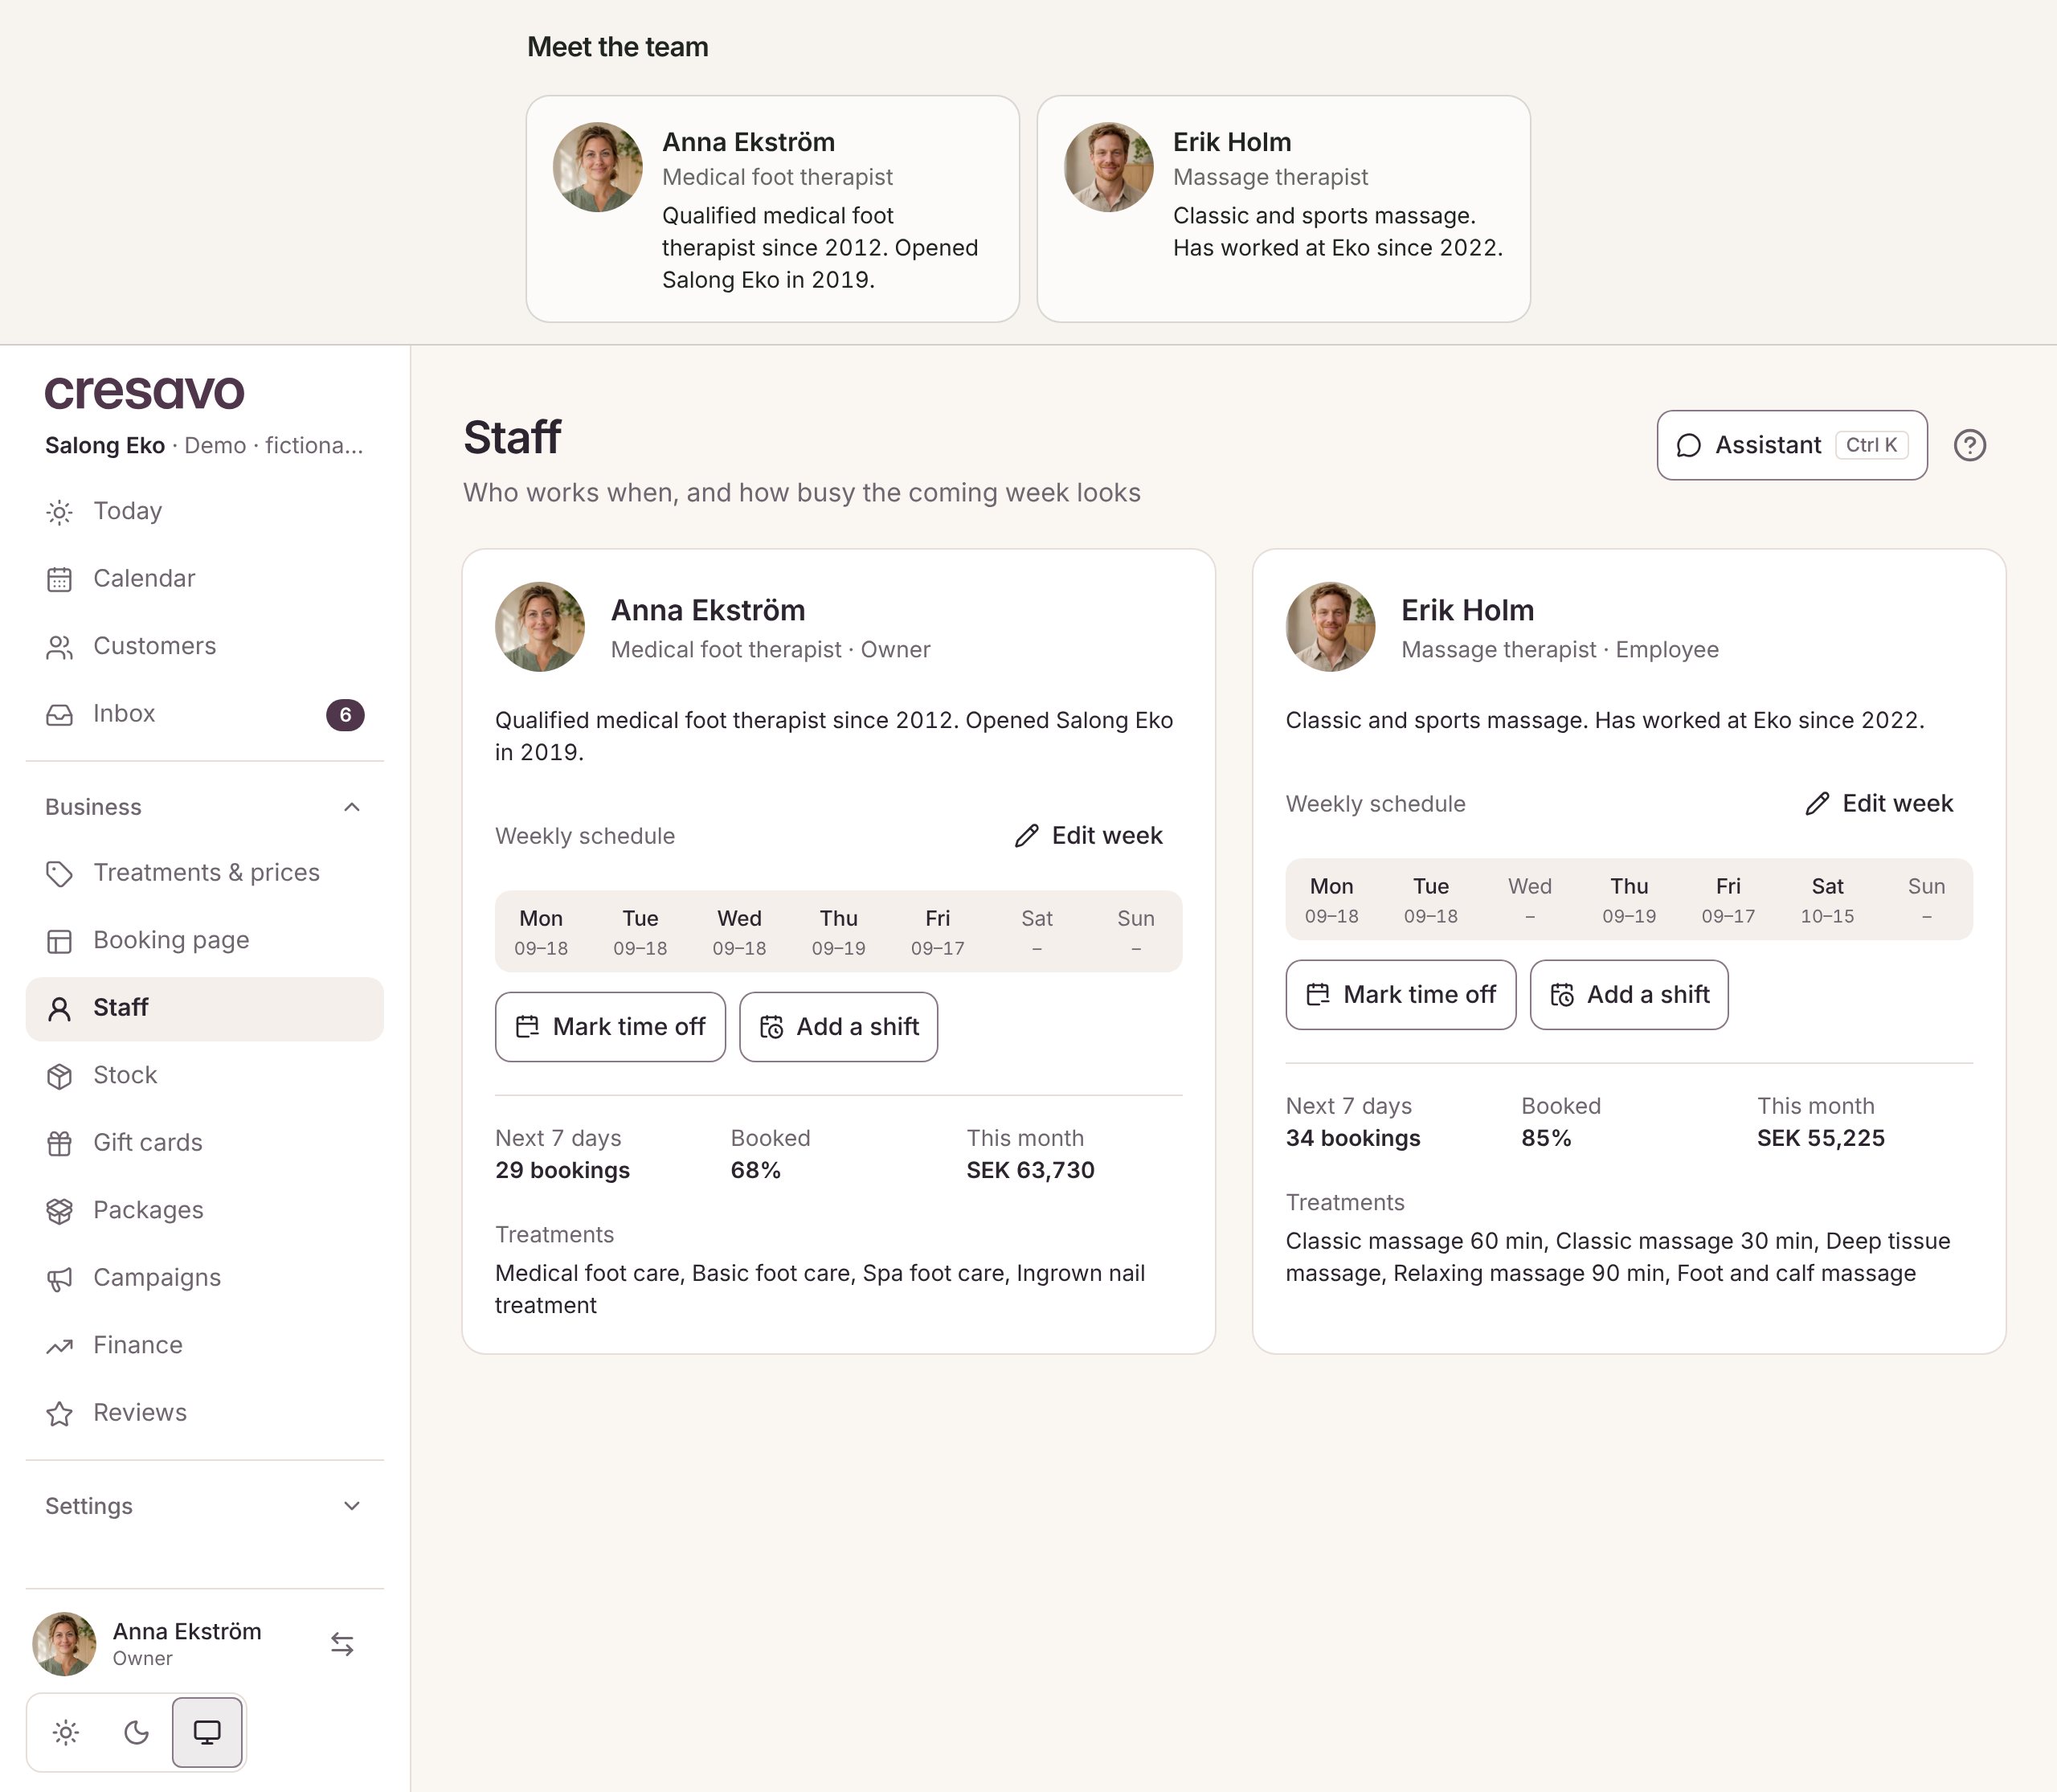 Meet the team
Anna Ekström
Medical foot therapist
Qualified medical foot
therapist since 2012. Opened
Salong Eko in 2019.
Erik Holm
Massage therapist
Classic and sports massage.
Has worked at Eko since 2022.
cresavo
Salong Eko · Demo · fictiona...
Today
Calendar
Customers
Inbox 6
Business
Treatments & prices
Booking page
Staff
Stock
Gift cards
Packages
Campaigns
Finance
Reviews
Settings
Anna Ekström
Owner
Staff
Who works when, and how busy the coming week looks
Assistant Ctrl K
Anna Ekström
Medical foot therapist · Owner
Qualified medical foot therapist since 2012. Opened Salong Eko
in 2019.
Weekly schedule Edit week
Mon Tue Wed Thu Fri Sat Sun
09–18 09–18 09–18 09–19 09–17 – –
Mark time off Add a shift
Next 7 days Booked This month
29 bookings 68% SEK 63,730
Treatments
Medical foot care, Basic foot care, Spa foot care, Ingrown nail
treatment
Erik Holm
Massage therapist · Employee
Classic and sports massage. Has worked at Eko since 2022.
Weekly schedule Edit week
Mon Tue Wed Thu Fri Sat Sun
09–18 09–18 – 09–19 09–17 10–15 –
Mark time off Add a shift
Next 7 days Booked This month
34 bookings 85% SEK 55,225
Treatments
Classic massage 60 min, Classic massage 30 min, Deep tissue
massage, Relaxing massage 90 min, Foot and calf massage